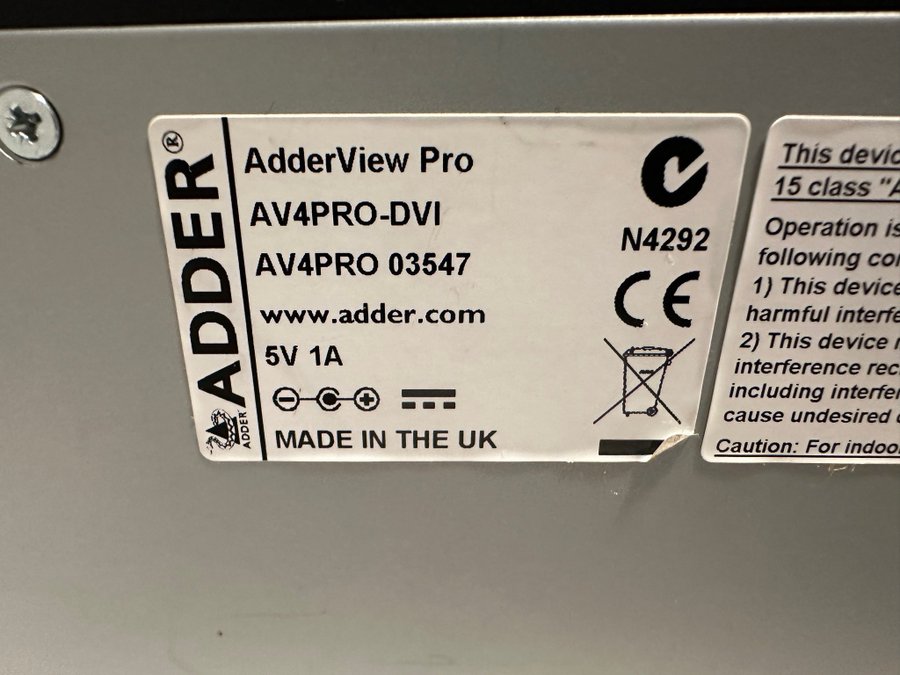 ADDER®
AdderView Pro
AV4PRO-DVI
AV4PRO 03547
www.adder.com
5V 1A
MADE IN THE UK
ADDER
N4292
CE
This devic
15 class "A
Operation is
following co
1) This device
harmful interfe
2) This device
interference rec
including interfe
cause undesired
Caution: For indoo